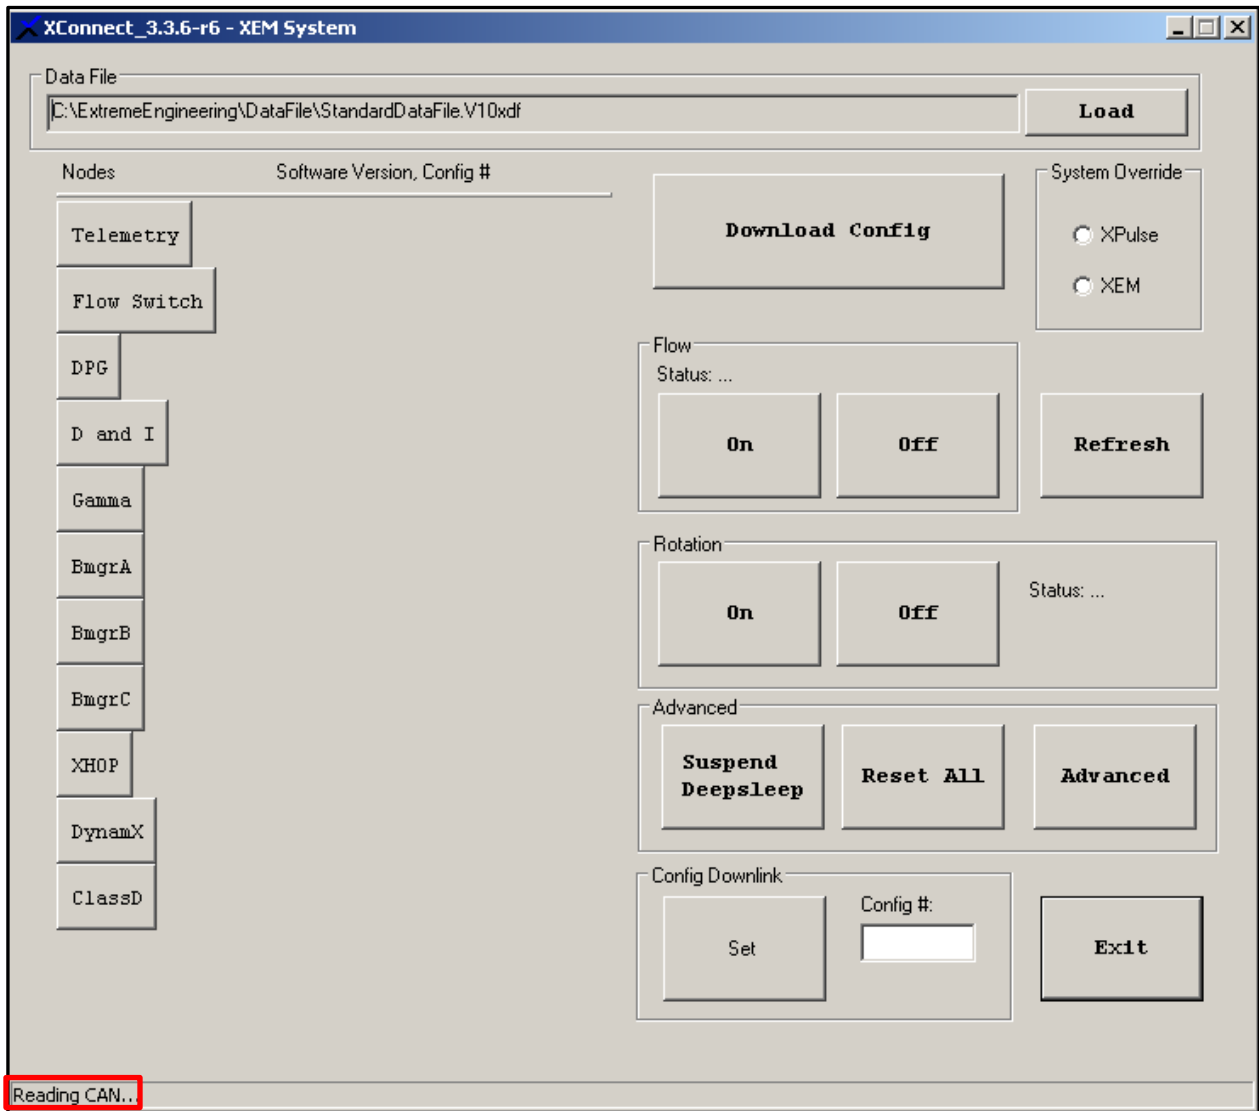 XConnect_3.3.6-r6 - XEM System
Data File
C:\ExtremeEngineering\DataFile\StandardDataFile.V10xdf
Load
Nodes
Software Version, Config #
Telemetry
Flow Switch
DPG
D and I
Gamma
BmgrA
BmgrB
BmgrC
XHOP
DynamX
ClassD
Download Config
System Override
XPulse
XEM
Flow
Status: ...
On
Off
Refresh
Rotation
On
Off
Status: ...
Advanced
Suspend
Deepsleep
Reset All
Advanced
Config Downlink
Set
Config #:
Exit
Reading CAN...